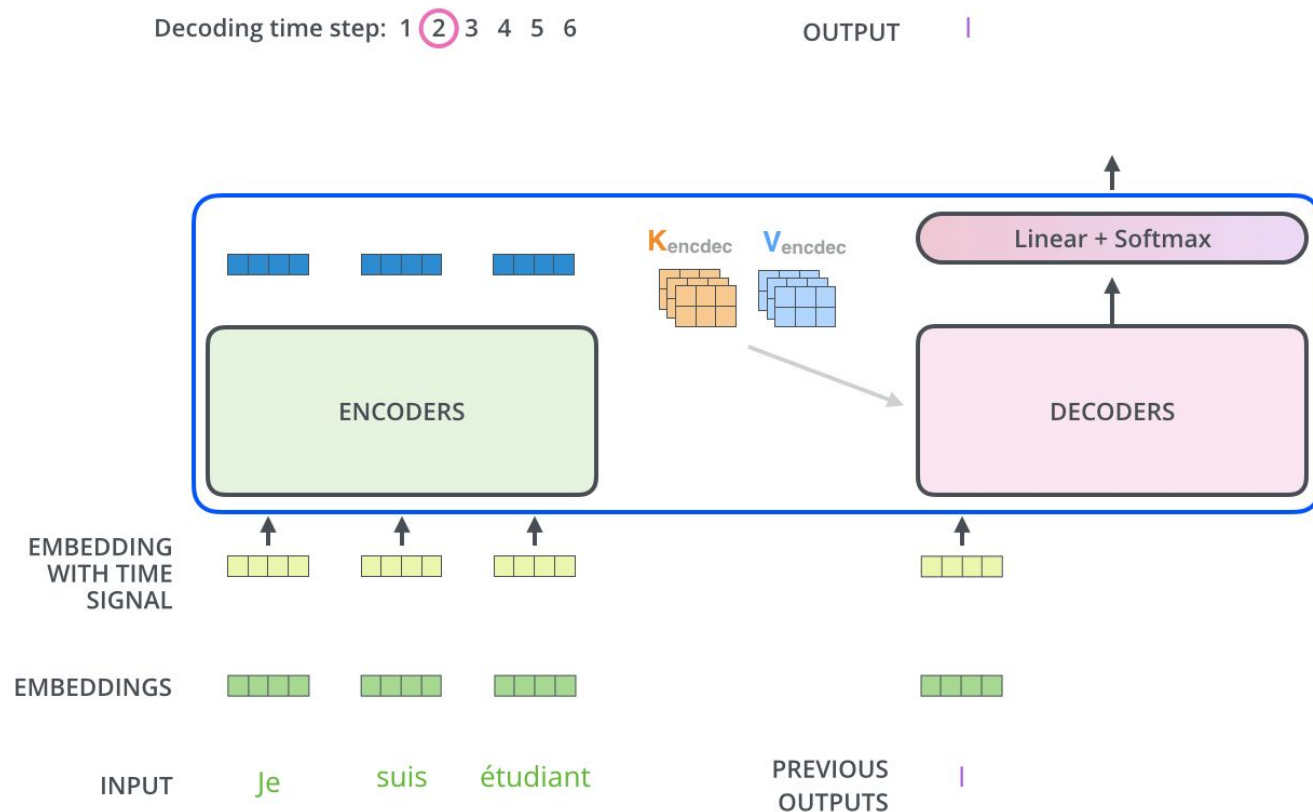 Decoding time step: 1 2 3 4 5 6
OUTPUT I
Kencdec Vencdec
Linear + Softmax
ENCODERS
DECODERS
EMBEDDING
WITH TIME
SIGNAL
EMBEDDINGS
INPUT Je suis étudiant
PREVIOUS
OUTPUTS
I